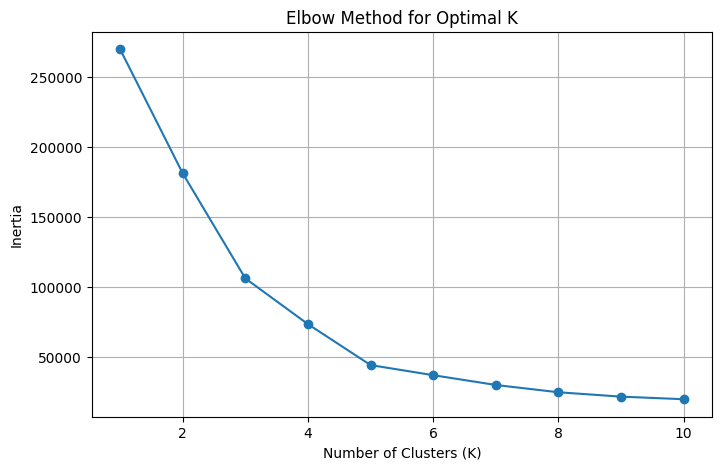 Elbow Method for Optimal K
250000
200000
150000
100000
50000
Inertia
2 4 6 8 10
Number of Clusters (K)